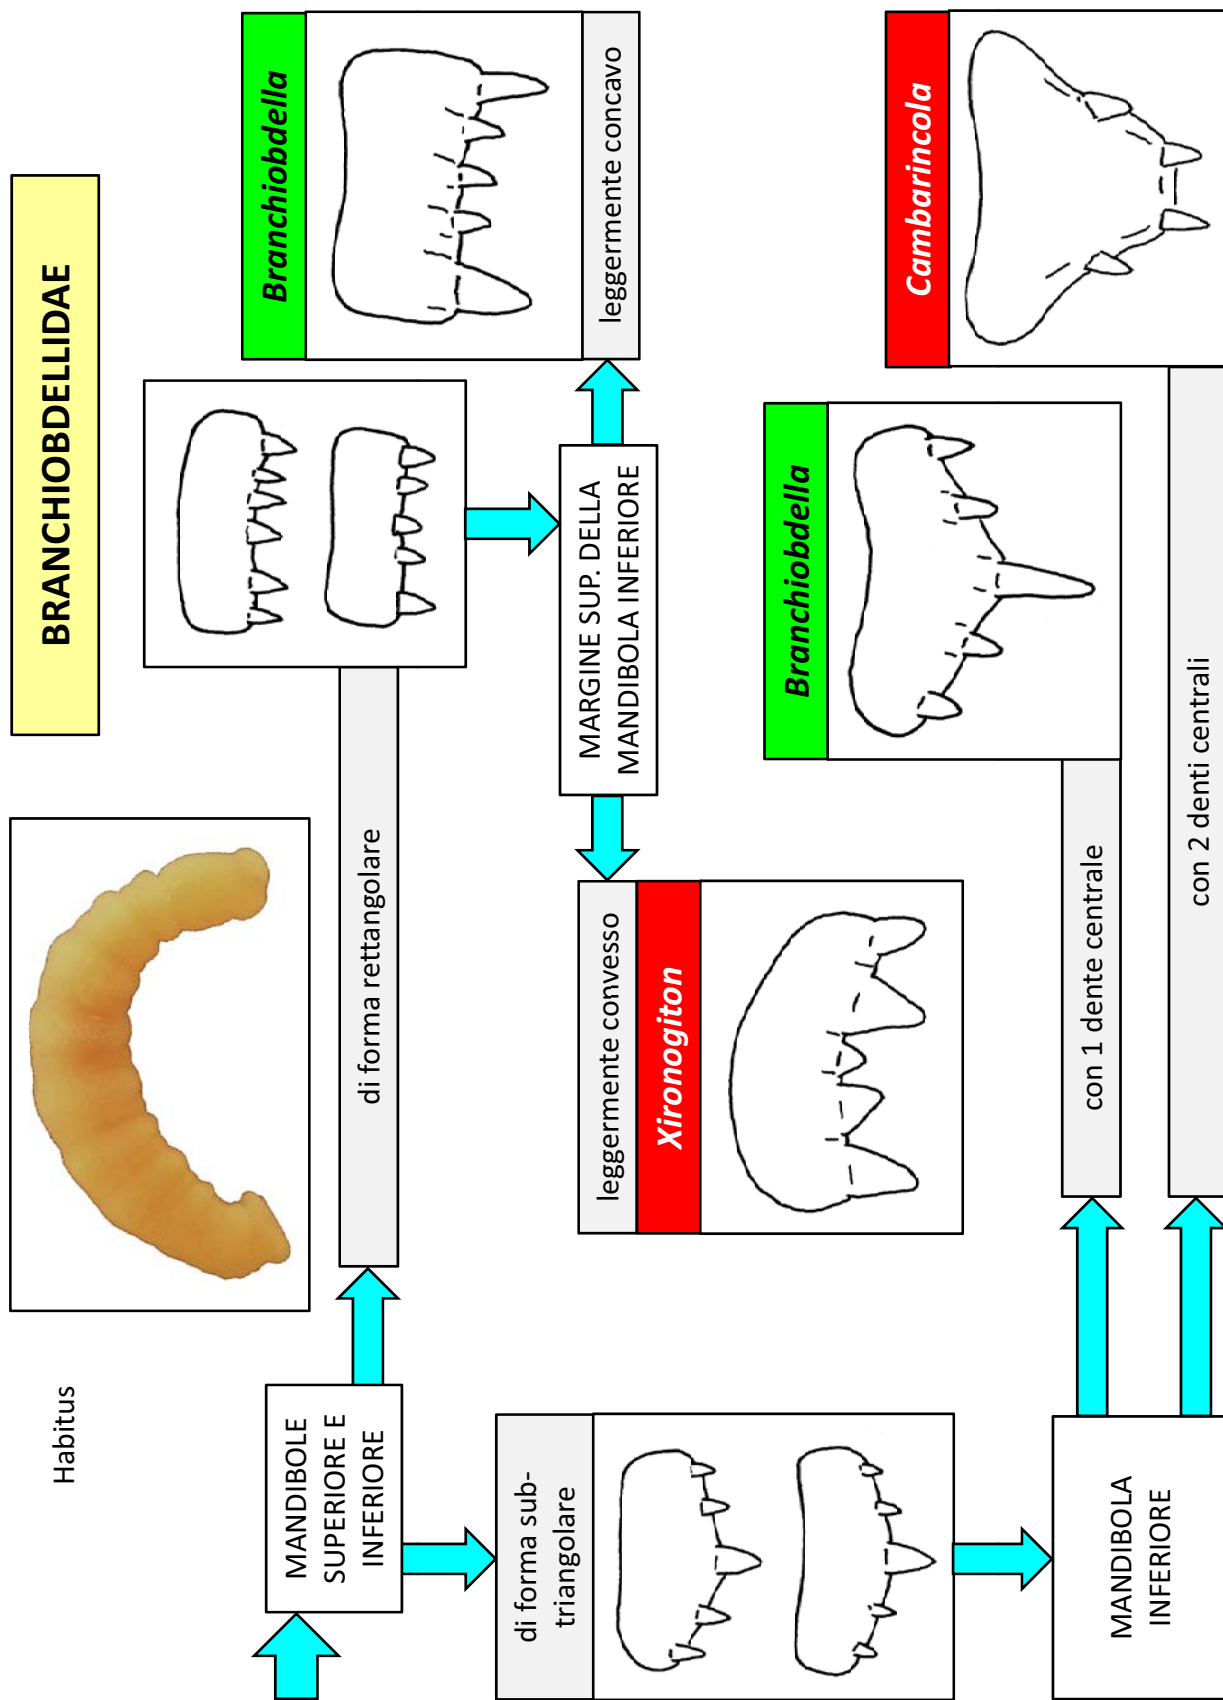 BRANCHIOBDELLIDAE
Habitus
MANDIBOLE
SUPERIORE E
INFERIORE
di forma rettangolare
Branchiobdella
leggermente concavo
MARGINE SUP. DELLA
MANDIBOLA INFERIORE
leggermente convesso
Xironogiton
di forma sub-
triangolare
MANDIBOLA
INFERIORE
con 1 dente centrale
Branchiobdella
con 2 denti centrali
Cambarincola